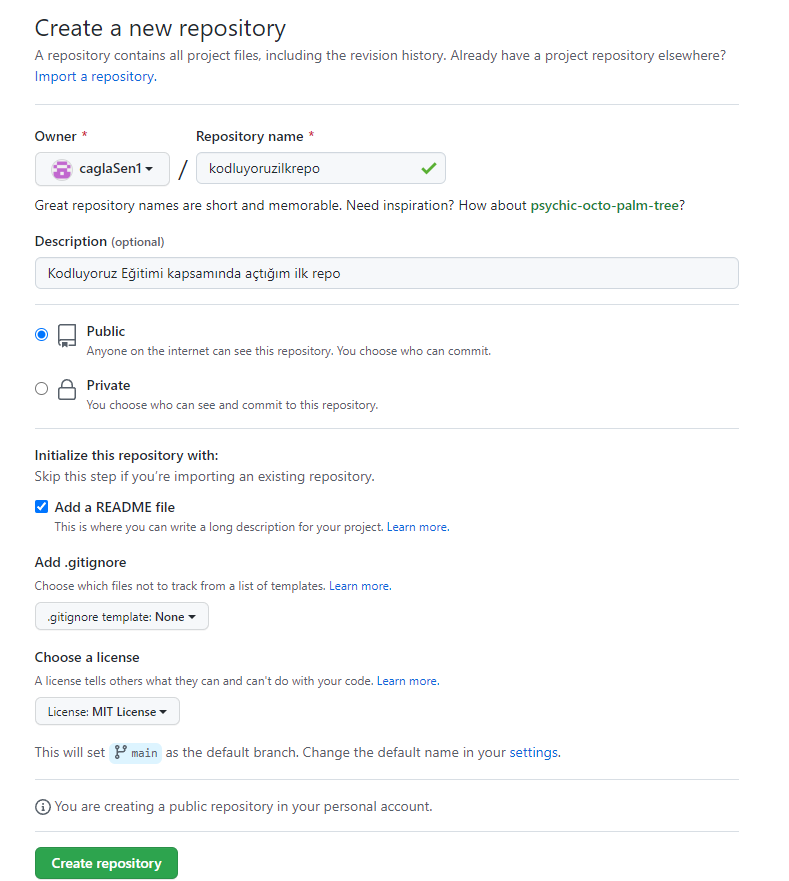 Create a new repository
A repository contains all project files, including the revision history. Already have a project repository elsewhere?
Import a repository.
Owner * Repository name *
caglaSen1 / kodluyoruzilkrepo
Great repository names are short and memorable. Need inspiration? How about psychic-octo-palm-tree?
Description (optional)
Kodluyoruz Eğitimi kapsamında açtığım ilk repo
Public
Anyone on the internet can see this repository. You choose who can commit.
Private
You choose who can see and commit to this repository.
Initialize this repository with:
Skip this step if you're importing an existing repository.
Add a README file
This is where you can write a long description for your project. Learn more.
Add .gitignore
Choose which files not to track from a list of templates. Learn more.
.gitignore template: None
Choose a license
A license tells others what they can and can't do with your code. Learn more.
License: MIT License
This will set main as the default branch. Change the default name in your settings.
You are creating a public repository in your personal account.
Create repository